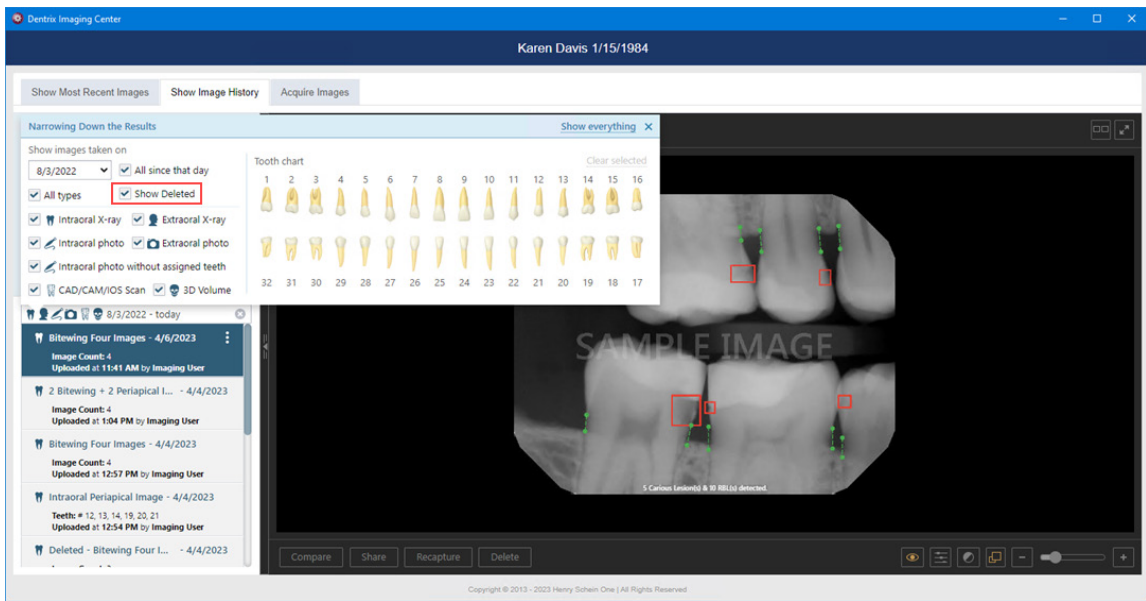 Dentrix Imaging Center
Karen Davis 1/15/1984
Show Most Recent Images Show Image History Acquire Images
Narrowing Down the Results Show everything
Show images taken on
8/3/2022 All since that day
All types Show Deleted
Intraoral X-ray Extraoral X-ray
Intraoral photo Extraoral photo
Intraoral photo without assigned teeth
CAD/CAM/IOS Scan 3D Volume
Tooth chart Clear selected
1 2 3 4 5 6 7 8 9 10 11 12 13 14 15 16
32 31 30 29 28 27 26 25 24 23 22 21 20 19 18 17
8/3/2022 - today
Bitewing Four Images - 4/6/2023
Image Count: 4
Uploaded at 11:41 AM by Imaging User
2 Bitewing + 2 Periapical I... - 4/4/2023
Image Count: 4
Uploaded at 1:04 PM by Imaging User
Bitewing Four Images - 4/4/2023
Image Count: 4
Uploaded at 12:57 PM by Imaging User
Intraoral Periapical Image - 4/4/2023
Teeth: # 12, 13, 14, 19, 20, 21
Uploaded at 12:54 PM by Imaging User
Deleted - Bitewing Four I... - 4/4/2023
SAMPLE IMAGE
5 Carious Lesion(s) & 10 RBL(s) detected.
Compare Share Recapture Delete
Copyright © 2013 - 2023 Henry Schein One | All Rights Reserved